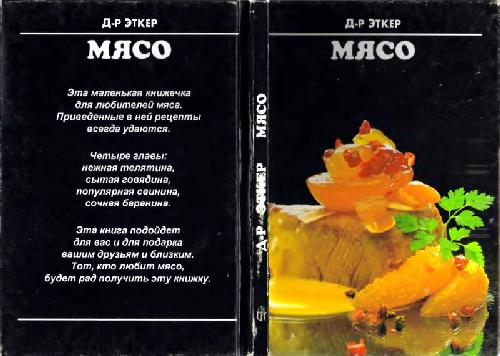 Д-Р ЭТКЕР
МЯСО
Эта маленькая книжечка
для любителей мяса.
Приведенные в ней рецепты
всегда удаются.
Четыре главы:
нежная телятина,
сытая говядина,
популярная свинина,
сочная баранина.
Эта книга подойдет
для вас и для подарка
вашим друзьям и близким.
Тот, кто любит мясо,
будет рад получить эту книжку.
Д-Р ЭТКЕР МЯСО
Д-Р ЭТКЕР
МЯСО